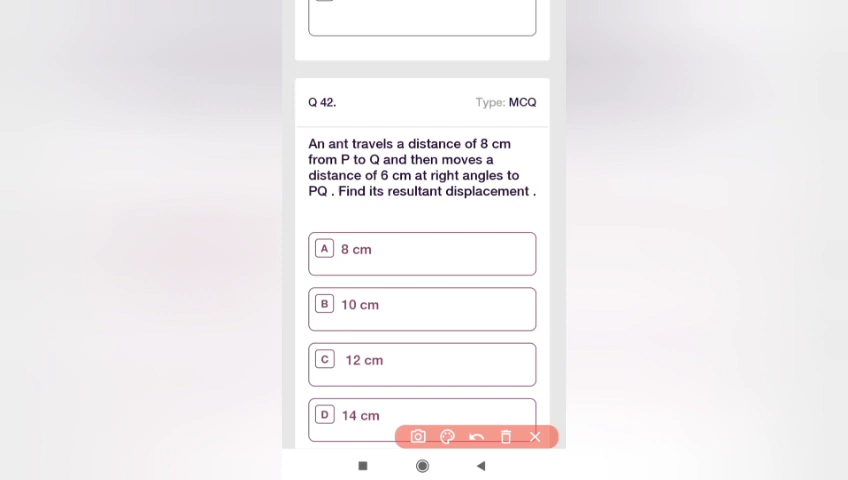 Q 42.
Type: MCQ
An ant travels a distance of 8 cm
from P to Q and then moves a
distance of 6 cm at right angles to
PQ . Find its resultant displacement .
A 8 cm
B 10 cm
C 12 cm
D 14 cm